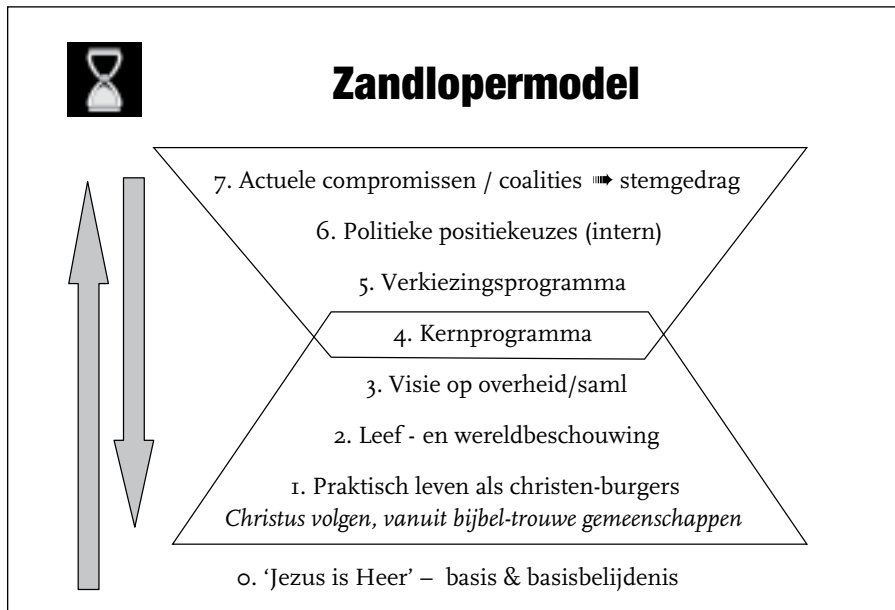 Zandlopermodel
7. Actuele compromissen / coalities ➠ stemgedrag
6. Politieke positiekeuzes (intern)
5. Verkiezingsprogramma
4. Kernprogramma
3. Visie op overheid/saml
2. Leef - en wereldbeschouwing
1. Praktisch leven als christen-burgers
Christus volgen, vanuit bijbel-trouwe gemeenschappen
0. ‘Jezus is Heer’ – basis & basisbelijdenis